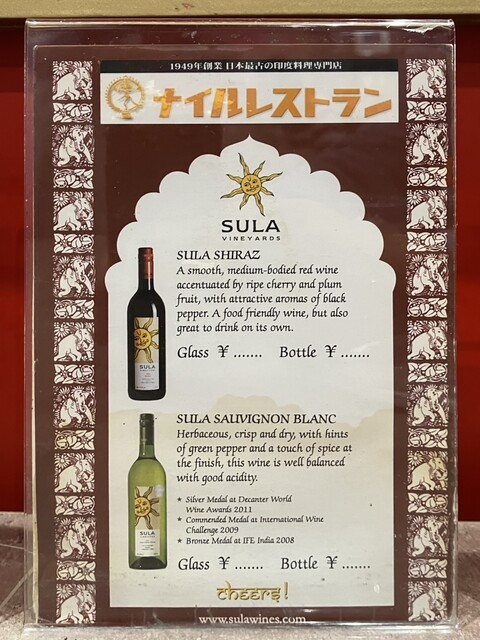 1949年創業 日本最古の印度料理専門店
ナイルレストラン
SULA
VINEYARDS
SULA SHIRAZ
A smooth, medium-bodied red wine
accentuated by ripe cherry and plum
fruit, with attractive aromas of black
pepper. A food friendly wine, but also
great to drink on its own.
Glass ¥ ....... Bottle ¥ .......
SULA
SULA SAUVIGNON BLANC
Herbaceous, crisp and dry, with hints
of green pepper and a touch of spice at
the finish, this wine is well balanced
with good acidity.
★ Silver Medal at Decanter World
Wine Awards 2011
★ Commended Medal at International Wine
Challenge 2009
★ Bronze Medal at IFE India 2008
SULA
Glass ¥ ....... Bottle ¥ .......
cheers!
www.sulawines.com